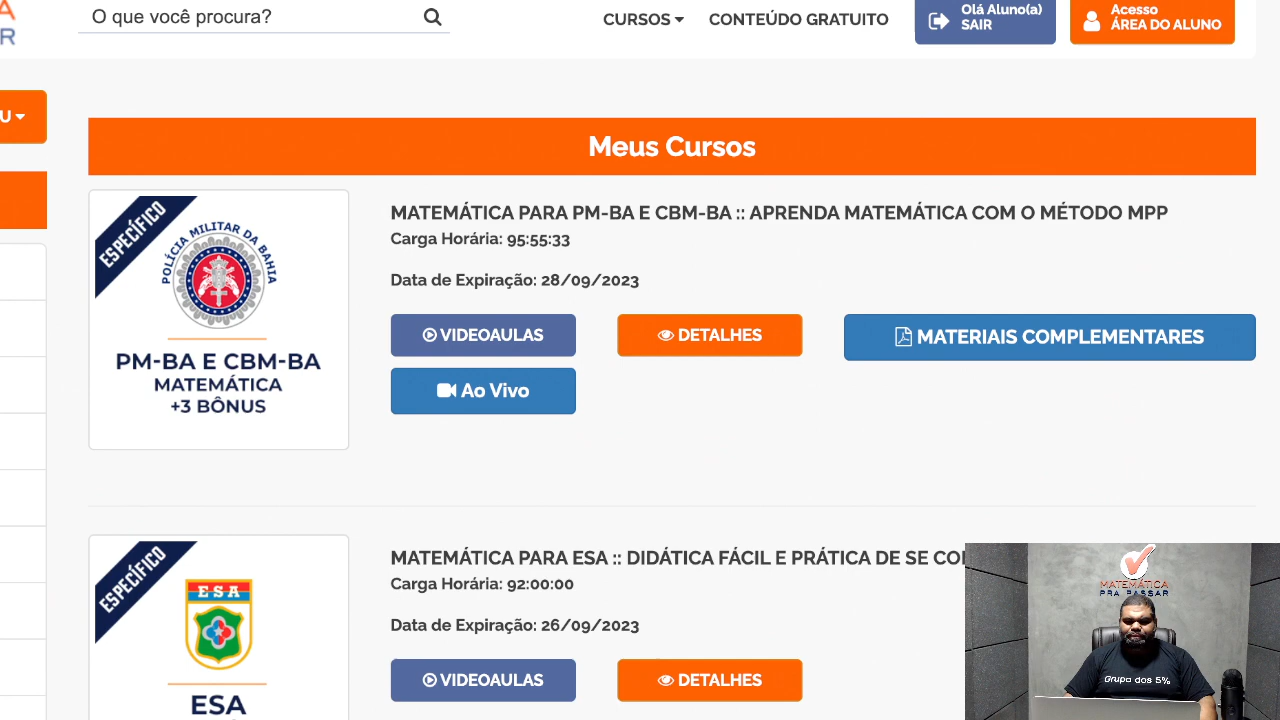 A
R
O que você procura?
CURSOS
CONTEÚDO GRATUITO
Olá Aluno(a)
SAIR
Acesso
ÁREA DO ALUNO
U
Meus Cursos
ESPECÍFICO
POLÍCIA MILITAR DA BAHIA
PM-BA E CBM-BA
MATEMÁTICA
+3 BÔNUS
MATEMÁTICA PARA PM-BA E CBM-BA :: APRENDA MATEMÁTICA COM O MÉTODO MPP
Carga Horária: 95:55:33
Data de Expiração: 28/09/2023
VIDEOAULAS
DETALHES
MATERIAIS COMPLEMENTARES
Ao Vivo
ESPECÍFICO
ESA
ESA
MATEMÁTICA PARA ESA :: DIDÁTICA FÁCIL E PRÁTICA DE SE CO
Carga Horária: 92:00:00
Data de Expiração: 26/09/2023
VIDEOAULAS
DETALHES
MATEMÁTICA
PRA PASSAR
Grupo dos 5%